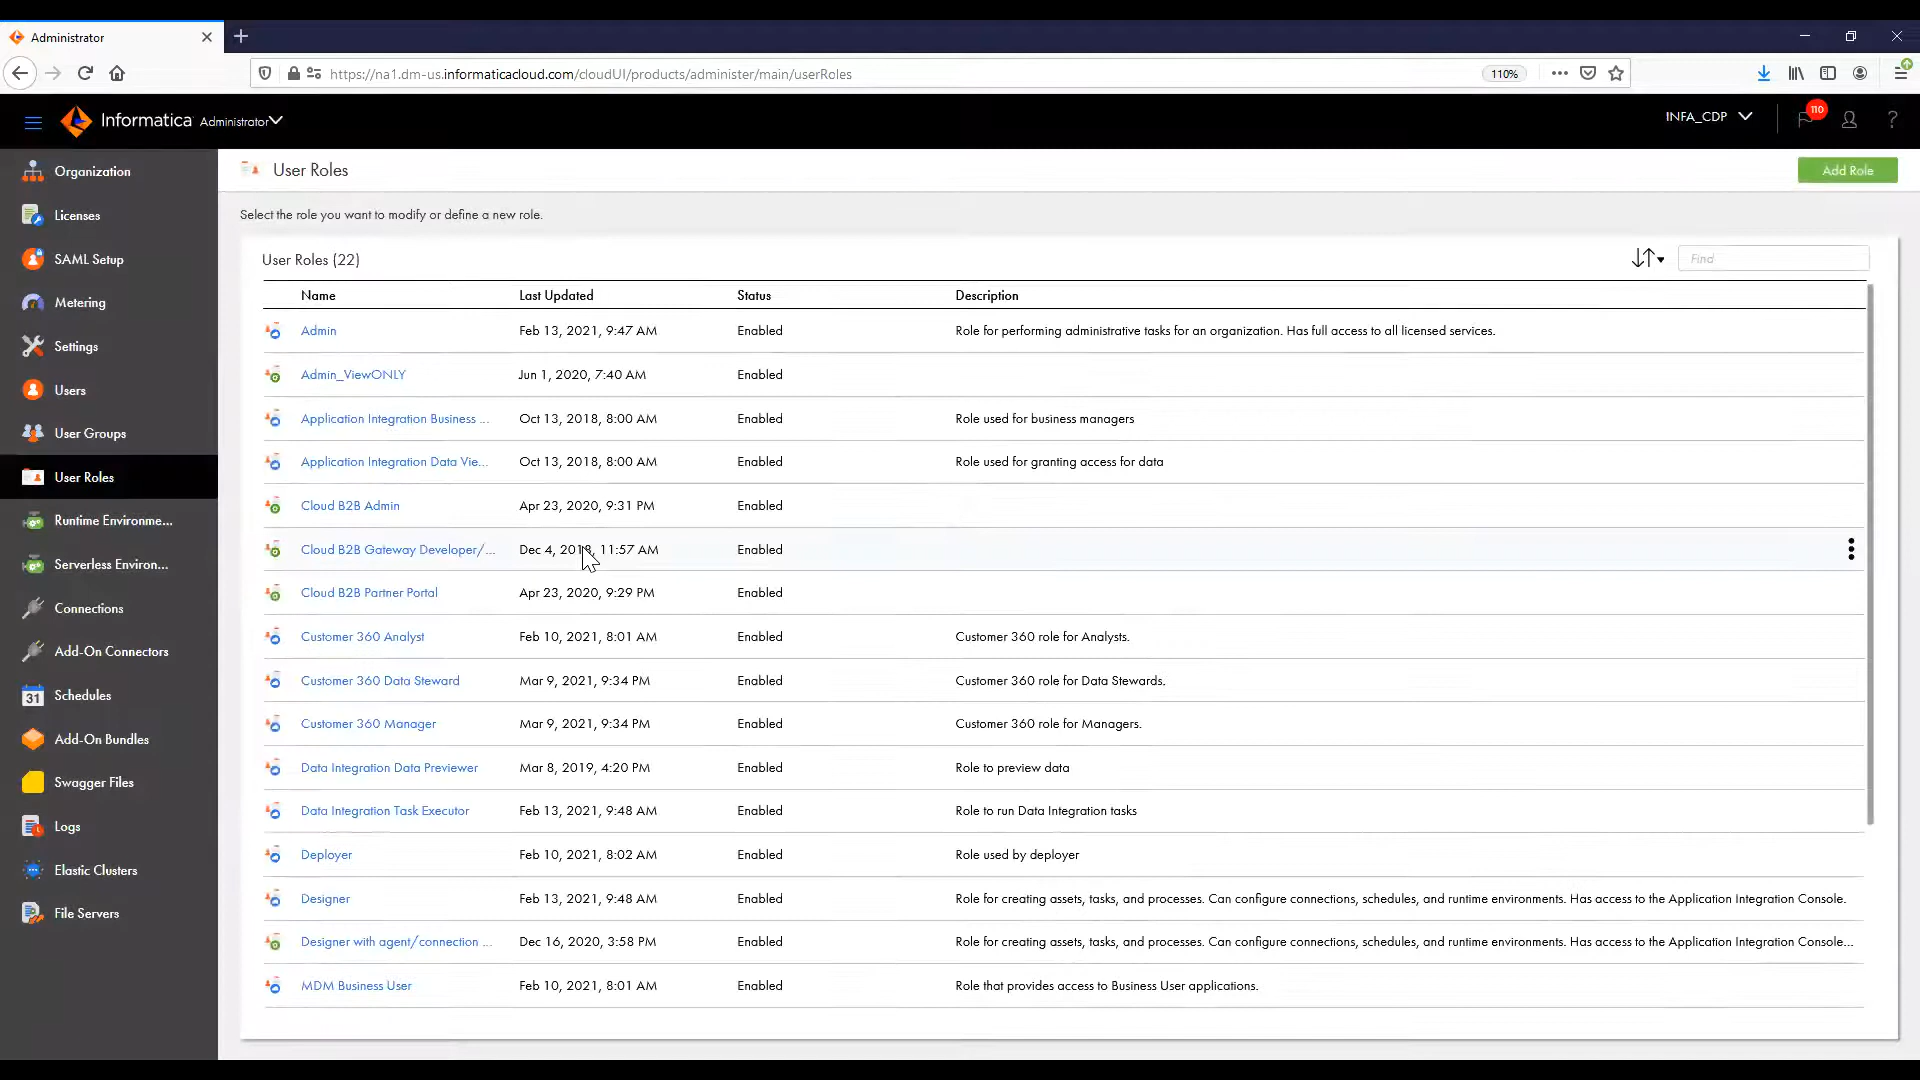 Administrator
https://na1.dm-us.informaticacloud.com/cloudUI/products/administer/main/userRoles
110%
Informatica Administrator
INFA_CDP
110
Organization
Licenses
SAML Setup
Metering
Settings
Users
User Groups
User Roles
Runtime Environme...
Serverless Environ...
Connections
Add-On Connectors
31 Schedules
Add-On Bundles
Swagger Files
Logs
Elastic Clusters
File Servers
User Roles
Add Role
Select the role you want to modify or define a new role.
User Roles (22)
Find
Name Last Updated Status Description
Admin Feb 13, 2021, 9:47 AM Enabled Role for performing administrative tasks for an organization. Has full access to all licensed services.
Admin_ViewONLY Jun 1, 2020, 7:40 AM Enabled
Application Integration Business ... Oct 13, 2018, 8:00 AM Enabled Role used for business managers
Application Integration Data Vie... Oct 13, 2018, 8:00 AM Enabled Role used for granting access for data
Cloud B2B Admin Apr 23, 2020, 9:31 PM Enabled
Cloud B2B Gateway Developer/... Dec 4, 2018, 11:57 AM Enabled
Cloud B2B Partner Portal Apr 23, 2020, 9:29 PM Enabled
Customer 360 Analyst Feb 10, 2021, 8:01 AM Enabled Customer 360 role for Analysts.
Customer 360 Data Steward Mar 9, 2021, 9:34 PM Enabled Customer 360 role for Data Stewards.
Customer 360 Manager Mar 9, 2021, 9:34 PM Enabled Customer 360 role for Managers.
Data Integration Data Previewer Mar 8, 2019, 4:20 PM Enabled Role to preview data
Data Integration Task Executor Feb 13, 2021, 9:48 AM Enabled Role to run Data Integration tasks
Deployer Feb 10, 2021, 8:02 AM Enabled Role used by deployer
Designer Feb 13, 2021, 9:48 AM Enabled Role for creating assets, tasks, and processes. Can configure connections, schedules, and runtime environments. Has access to the Application Integration Console.
Designer with agent/connection ... Dec 16, 2020, 3:58 PM Enabled Role for creating assets, tasks, and processes. Can configure connections, schedules, and runtime environments. Has access to the Application Integration Console...
MDM Business User Feb 10, 2021, 8:01 AM Enabled Role that provides access to Business User applications.